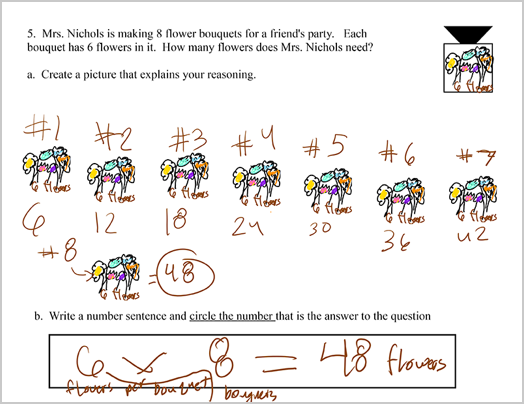 5. Mrs. Nichols is making 8 flower bouquets for a friend's party. Each
bouquet has 6 flowers in it. How many flowers does Mrs. Nichols need?
a. Create a picture that explains your reasoning.
6 flowers
#1 #2 #3 #4 #5 #6 #7
6 flowers 6 flowers 6 flowers 6 flowers 6 flowers 6 flowers 6 flowers
6 12 18 24 30 36 42
#8
6 flowers = 48
b. Write a number sentence and circle the number that is the answer to the question
6 x 8 = 48 flowers
flowers per bouquet bouquets